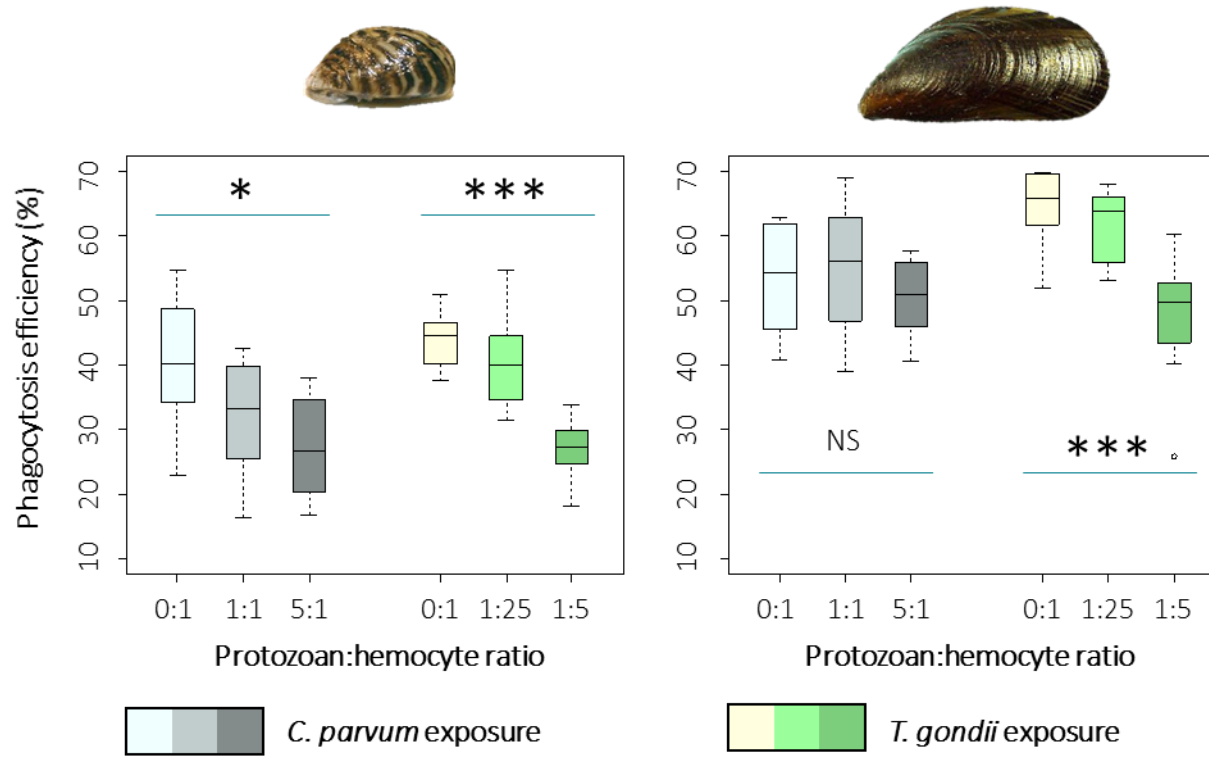 Phagocytosis efficiency (%)
70
60
50
40
30
20
10
*
***
0:1 1:1 5:1 0:1 1:25 1:5
Protozoan:hemocyte ratio
70
60
50
40
30
20
10
NS
***
0:1 1:1 5:1 0:1 1:25 1:5
Protozoan:hemocyte ratio
C. parvum exposure
T. gondii exposure